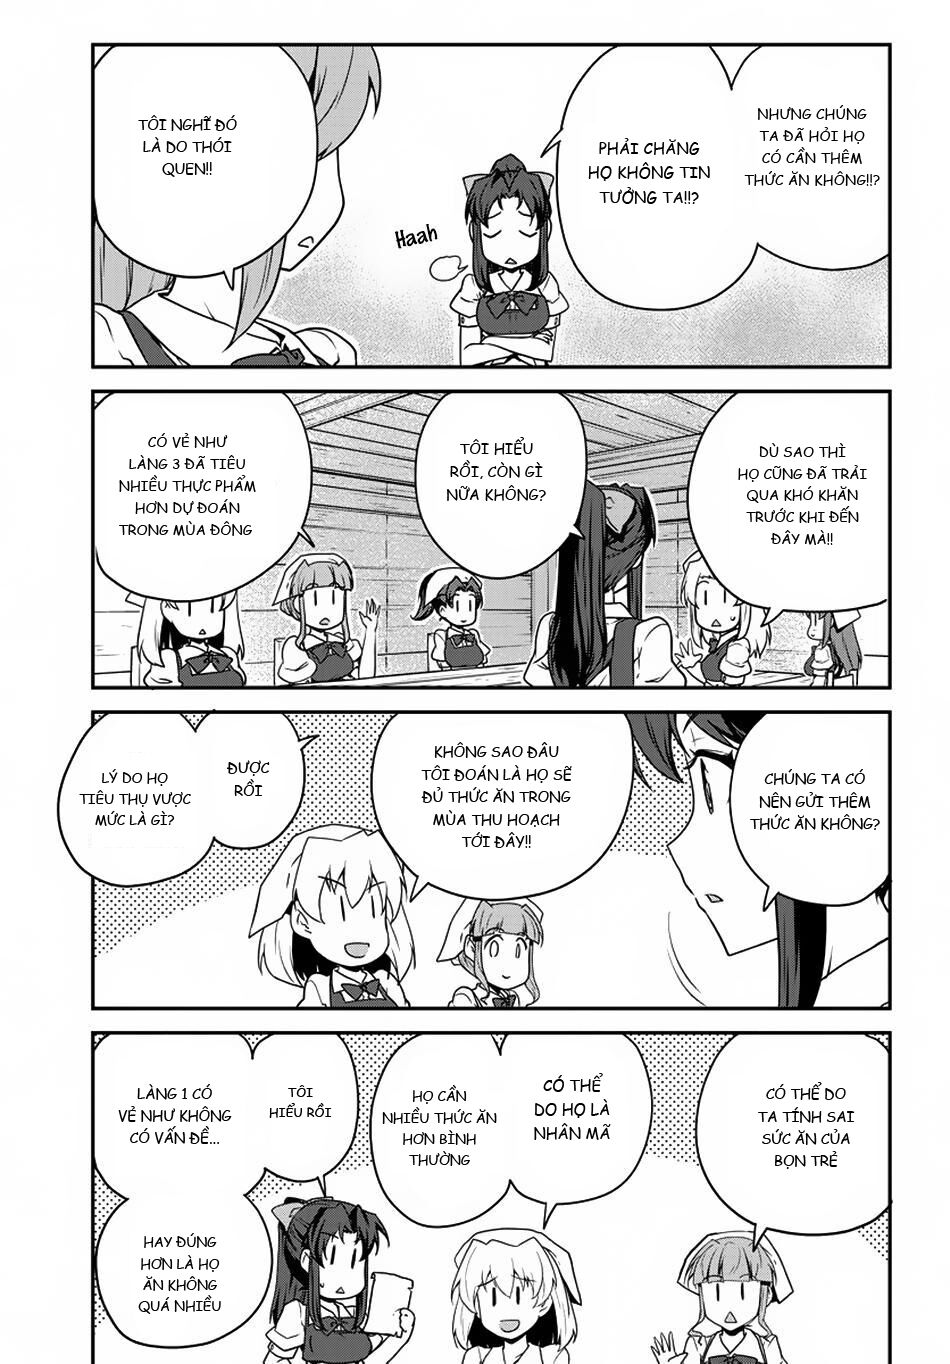 NHƯNG CHÚNG
TA ĐÃ HỎI HỌ
CÓ CẦN THÊM
THỨC ĂN KHÔNG!!?
PHẢI CHĂNG
HỌ KHÔNG TIN
TƯỞNG TA!!?
Haah
TÔI NGHĨ ĐÓ
LÀ DO THÓI
QUEN!!
DÙ SAO THÌ
HỌ CŨNG ĐÃ TRẢI
QUA KHÓ KHĂN
TRƯỚC KHI ĐẾN
ĐÂY MÀ!!
TÔI HIỂU
RỒI, CÒN GÌ
NỮA KHÔNG?
CÓ VẺ NHƯ
LÀNG 3 ĐÃ TIÊU
NHIỀU THỰC PHẨM
HƠN DỰ ĐOÁN
TRONG MÙA ĐÔNG
CHÚNG TA CÓ
NÊN GỬI THÊM
THỨC ĂN KHÔNG?
KHÔNG SAO ĐÂU
TÔI ĐOÁN LÀ HỌ SẼ
ĐỦ THỨC ĂN TRONG
MÙA THU HOẠCH
TỚI ĐÂY!!
ĐƯỢC
RỒI
LÝ DO HỌ
TIÊU THỤ VƯỢC
MỨC LÀ GÌ?
CÓ THỂ DO
TA TÍNH SAI
SỨC ĂN CỦA
BỌN TRẺ
CÓ THỂ
DO HỌ LÀ
NHÂN MÃ
HỌ CẦN
NHIỀU THỨC ĂN
HƠN BÌNH
THƯỜNG
TÔI
HIỂU RỒI
LÀNG 1 CÓ
VẺ NHƯ KHÔNG
CÓ VẤN ĐỀ...
HAY ĐÚNG
HƠN LÀ HỌ
ĂN KHÔNG
QUÁ NHIỀU